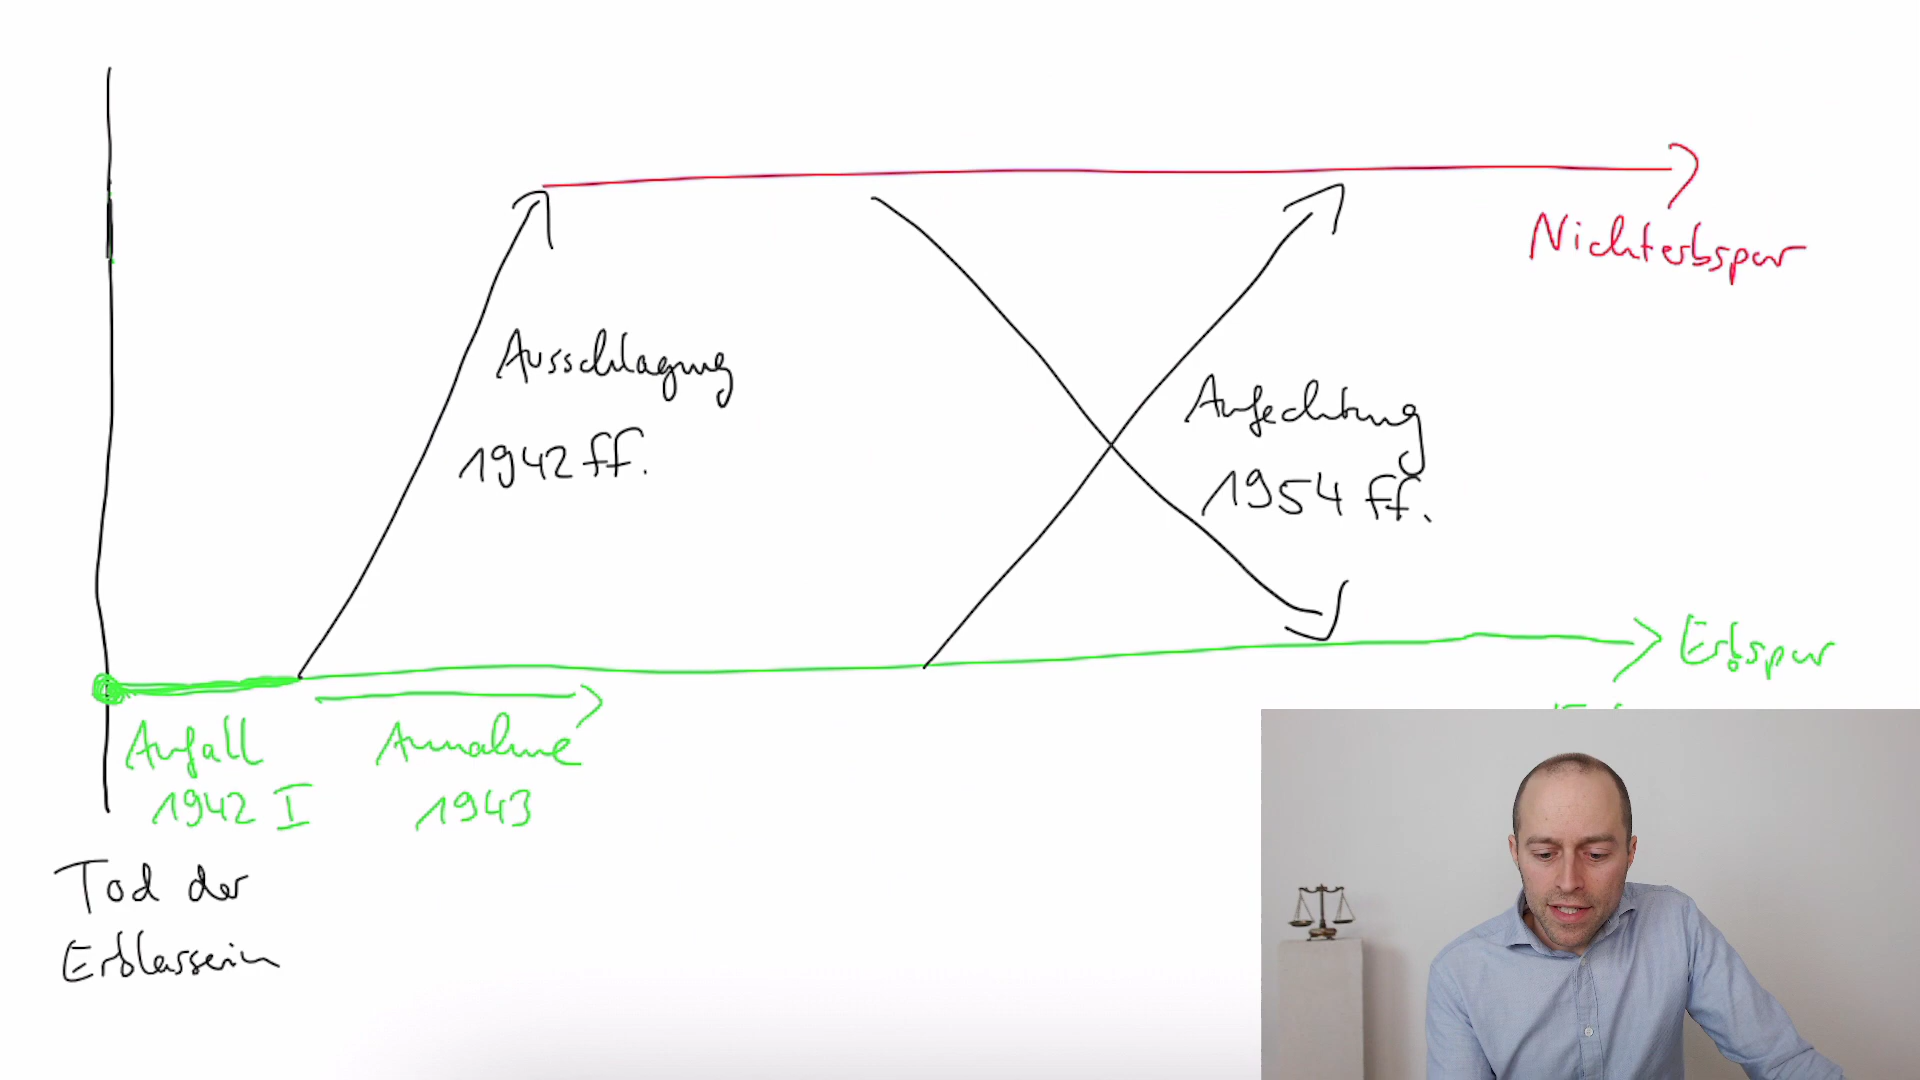 Nichterbspur
Ausschlagung
1942 ff.
Anfechtung
1954 ff.
Erbspur
Anfall
1942 I
Annahme
1943
Tod der
Erblasserin